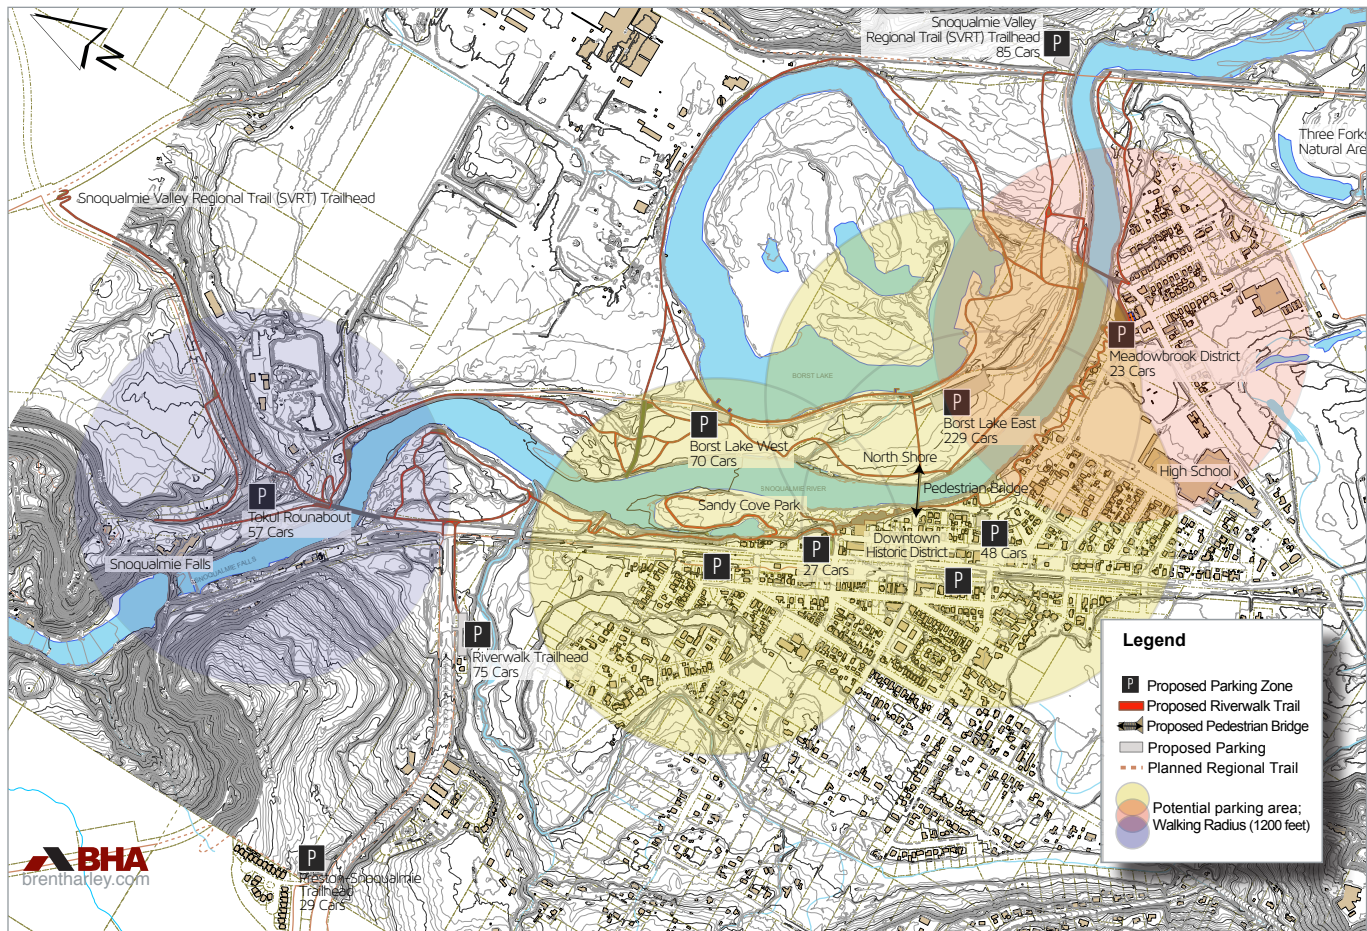 N
Snoqualmie Valley
Regional Trail (SVRT) Trailhead
85 Cars
P
Three Forks
Natural Are
Snoqualmie Valley Regional Trail (SVRT) Trailhead
P
Meadowbrook District
23 Cars
BORST LAKE
P
Borst Lake East
229 Cars
P
Borst Lake West
70 Cars
North Shore
High School
SNOQUALMIE RIVER
Pedestrian Bridge
Sandy Cove Park
P
Tokul Rounabout
57 Cars
Snoqualmie Falls
SNOQUALMIE FALLS
Downtown
Historic District
P
48 Cars
P
27 Cars
P
P
P
Riverwalk Trailhead
75 Cars
Legend
P Proposed Parking Zone
Proposed Riverwalk Trail
Proposed Pedestrian Bridge
Proposed Parking
Planned Regional Trail
Potential parking area;
Walking Radius (1200 feet)
BHA
brentharley.com
P
Preston-Snoqualmie
Trailhead
29 Cars